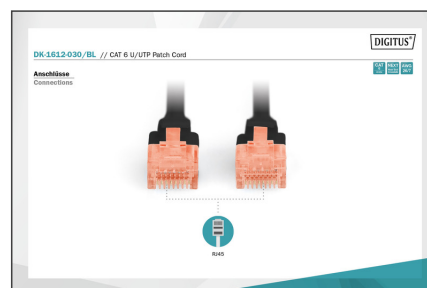 DIGITUS®
DK-1612-030/BL // CAT 6 U/UTP Patch Cord
Anschlüsse
Connections
RJ45